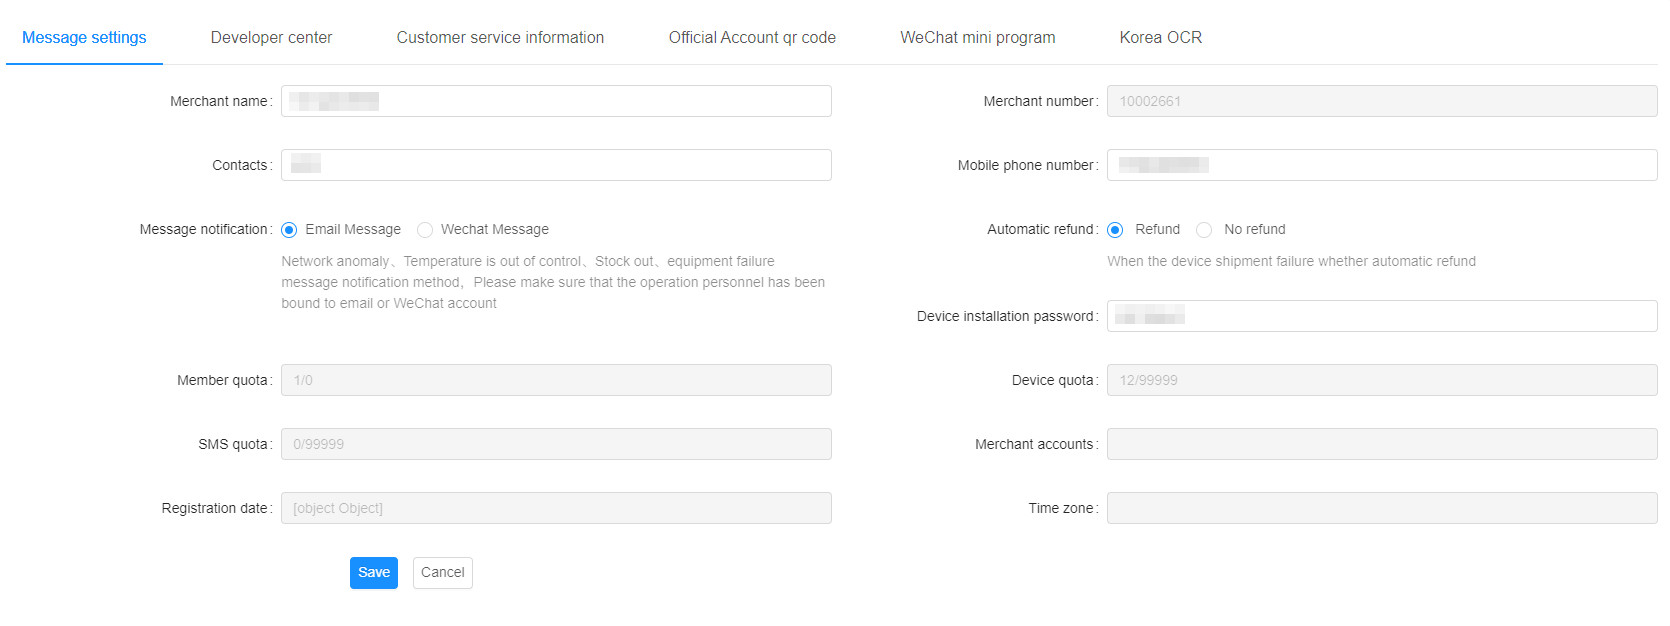 Message settings
Developer center
Customer service information
Official Account qr code
WeChat mini program
Korea OCR
Merchant name:
Merchant number: 10002661
Contacts:
Mobile phone number:
Message notification: Email Message Wechat Message
Automatic refund: Refund No refund
Network anomaly、Temperature is out of control、Stock out、equipment failure
message notification method，Please make sure that the operation personnel has been
bound to email or WeChat account
When the device shipment failure whether automatic refund
Device installation password:
Member quota: 1/0
Device quota: 12/99999
SMS quota: 0/99999
Merchant accounts:
Registration date: [object Object]
Time zone:
Save
Cancel